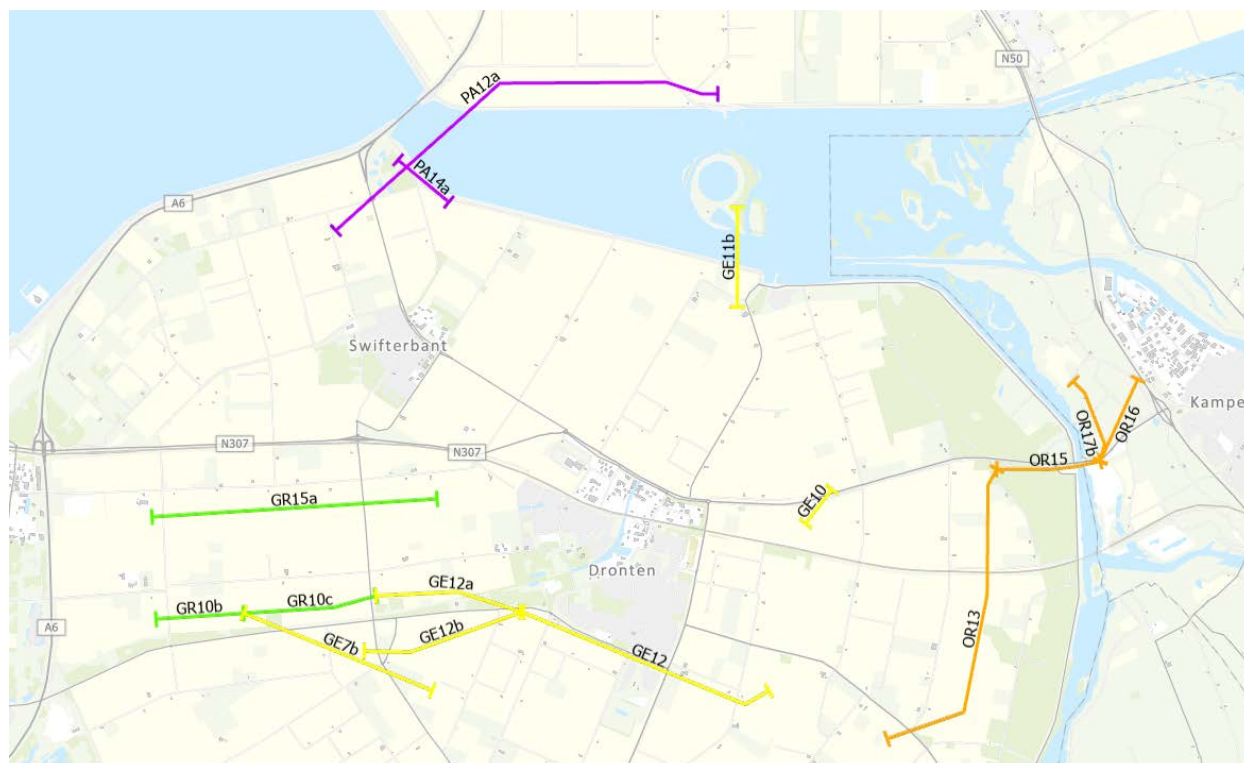 N50
PA12a
PA14a
A6
GE11b
Swifterbant
Kampe
OR16
OR17b
N307
N307
OR15
GE10
GR15a
Dronten
GE12a
GR10b
GR10c
A6
GE7b
GE12b
GE12
OR13